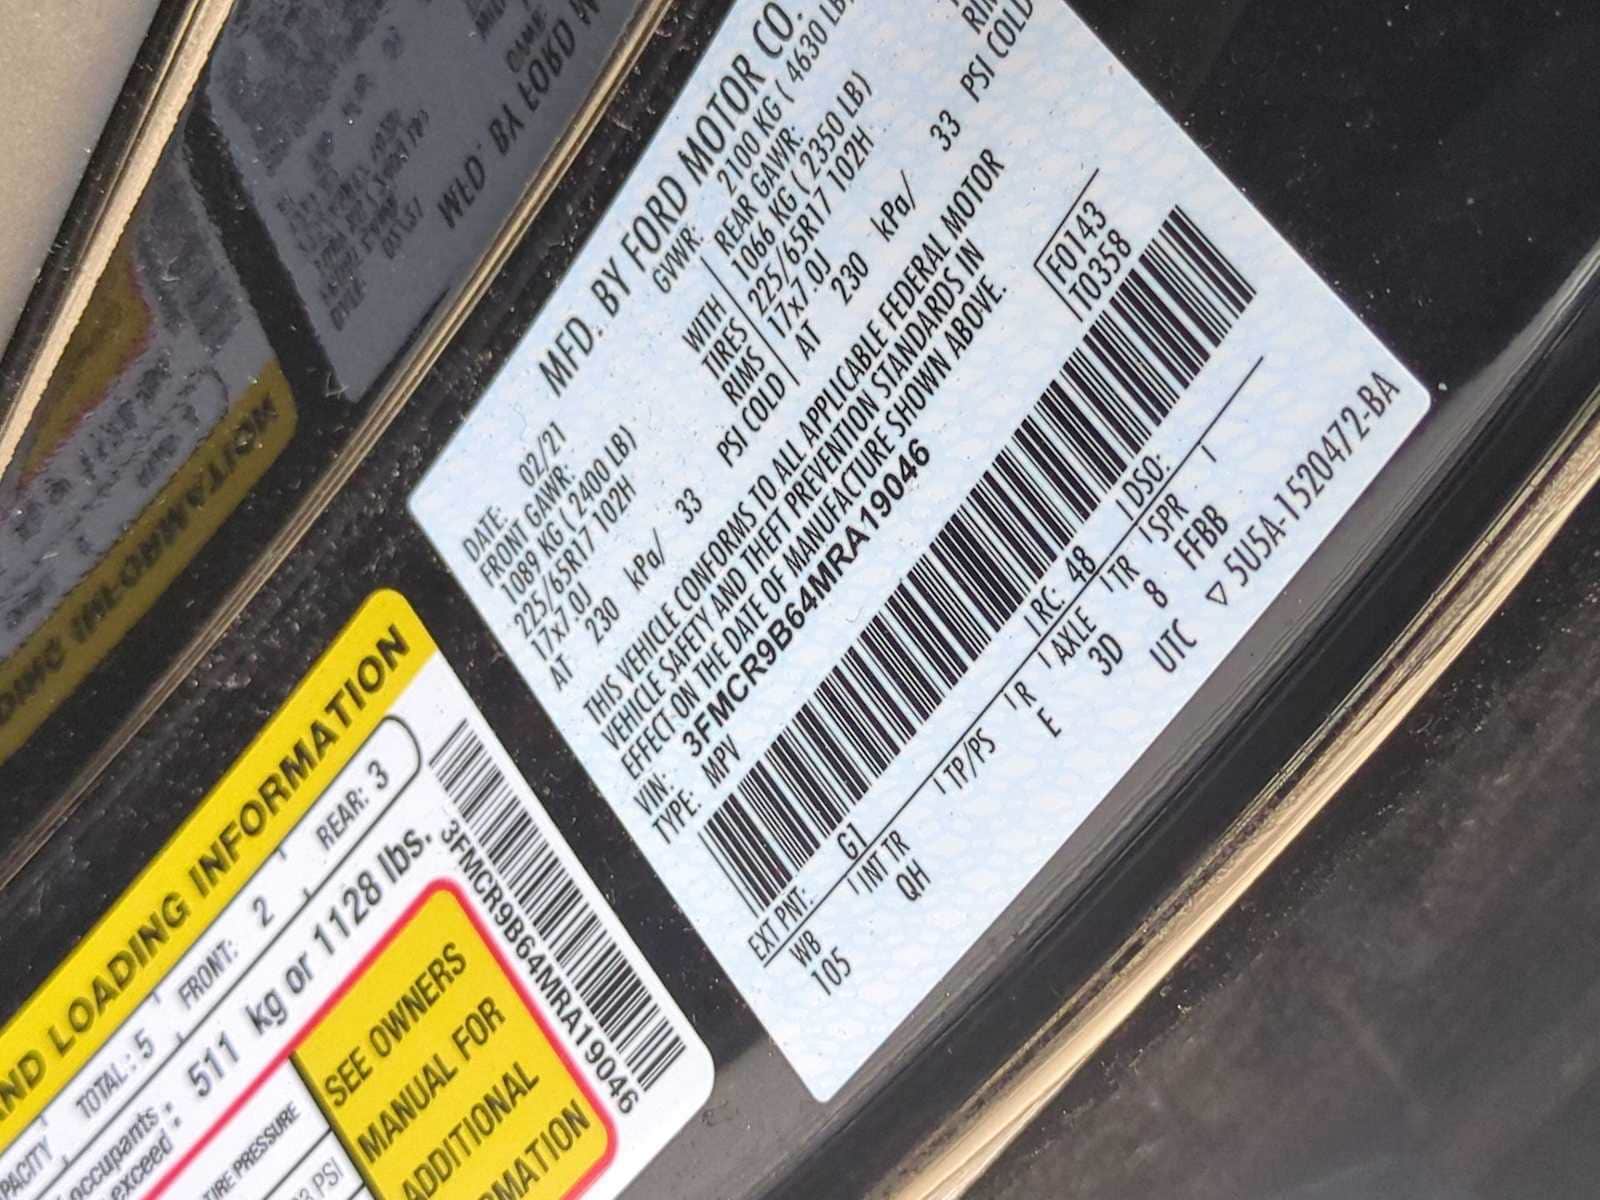 MFD. BY FORD MOTOR CO.
DATE: 02/21 GVWR: 2100 KG ( 4630 LB)
FRONT GAWR: REAR GAWR:
1089 KG ( 2400 LB) WITH 1066 KG ( 2350 LB)
225/65R17 102H TIRES 225/65R17 102H
17x7.0J RIMS 17x7.0J
AT 230 kPa/ 33 PSI COLD AT 230 kPa/ 33 PSI COLD
THIS VEHICLE CONFORMS TO ALL APPLICABLE FEDERAL MOTOR
VEHICLE SAFETY AND THEFT PREVENTION STANDARDS IN
EFFECT ON THE DATE OF MANUFACTURE SHOWN ABOVE.
VIN: 3FMCR9B64MRA19046
TYPE: MPV
F0143
T0358
EXT PNT: G1 RC: 48 DSO:
WB INT TR TP/PS R AXLE TR SPR
105 QH E 3D 8 FFBB
UTC
▽ 5U5A-1520472-BA
AND LOADING INFORMATION
TOTAL: 5 FRONT: 2 REAR: 3
occupants
exceed : 511 kg or 1128 lbs.
TIRE PRESSURE
PSI
SEE OWNERS
MANUAL FOR
ADDITIONAL
3FMCR9B64MRA19046